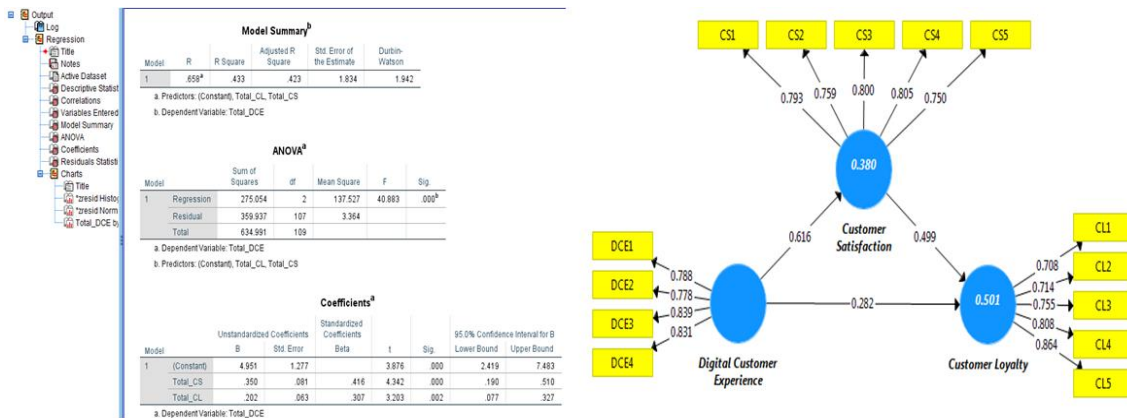 Output
Log
Regression
Title
Notes
Active Dataset
Descriptive Statist
Correlations
Variables Entered
Model Summary
ANOVA
Coefficients
Residuals Statisti
Charts
Title
*zresid Histog
*zresid Norm
Total_DCE by
Model Summaryb
Model R R Square Adjusted R Square Std. Error of the Estimate Durbin-Watson
1 .658a .433 .423 1.834 1.942
a. Predictors: (Constant), Total_CL, Total_CS
b. Dependent Variable: Total_DCE
ANOVAa
Model Sum of Squares df Mean Square F Sig.
1 Regression 275.054 2 137.527 40.883 .000b
Residual 359.937 107 3.364
Total 634.991 109
a. Dependent Variable: Total_DCE
b. Predictors: (Constant), Total_CL, Total_CS
Coefficientsa
Unstandardized Coefficients Standardized Coefficients 95.0% Confidence Interval for B
Model B Std. Error Beta t Sig. Lower Bound Upper Bound
1 (Constant) 4.951 1.277 3.876 .000 2.419 7.483
Total_CS .350 .081 .416 4.342 .000 .190 .510
Total_CL .202 .063 .307 3.203 .002 .077 .327
a. Dependent Variable: Total_DCE
CS1 CS2 CS3 CS4 CS5
0.793 0.759 0.800 0.805 0.750
0.380
Customer
Satisfaction
0.616 0.499
DCE1
DCE2
DCE3
DCE4
0.788
0.778
0.839
0.831
Digital Customer
Experience
0.282
0.501
Customer Loyalty
0.708
0.714
0.755
0.808
0.864
CL1
CL2
CL3
CL4
CL5